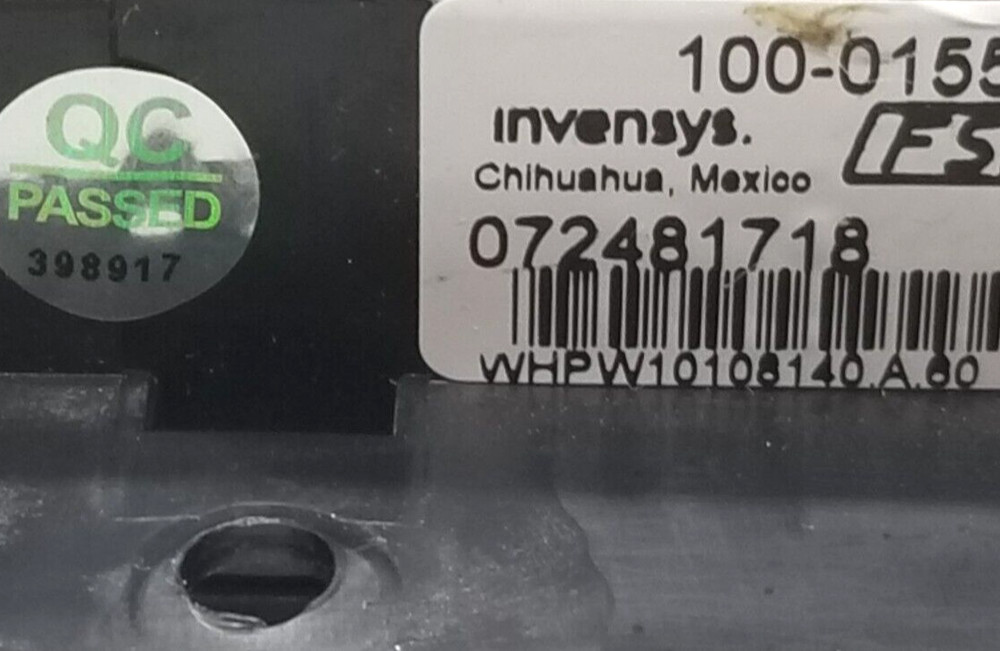 QC
PASSED
398917
100-0155
invensys.
Chihuahua, Mexico
072481718
WHPW10108140.A.60